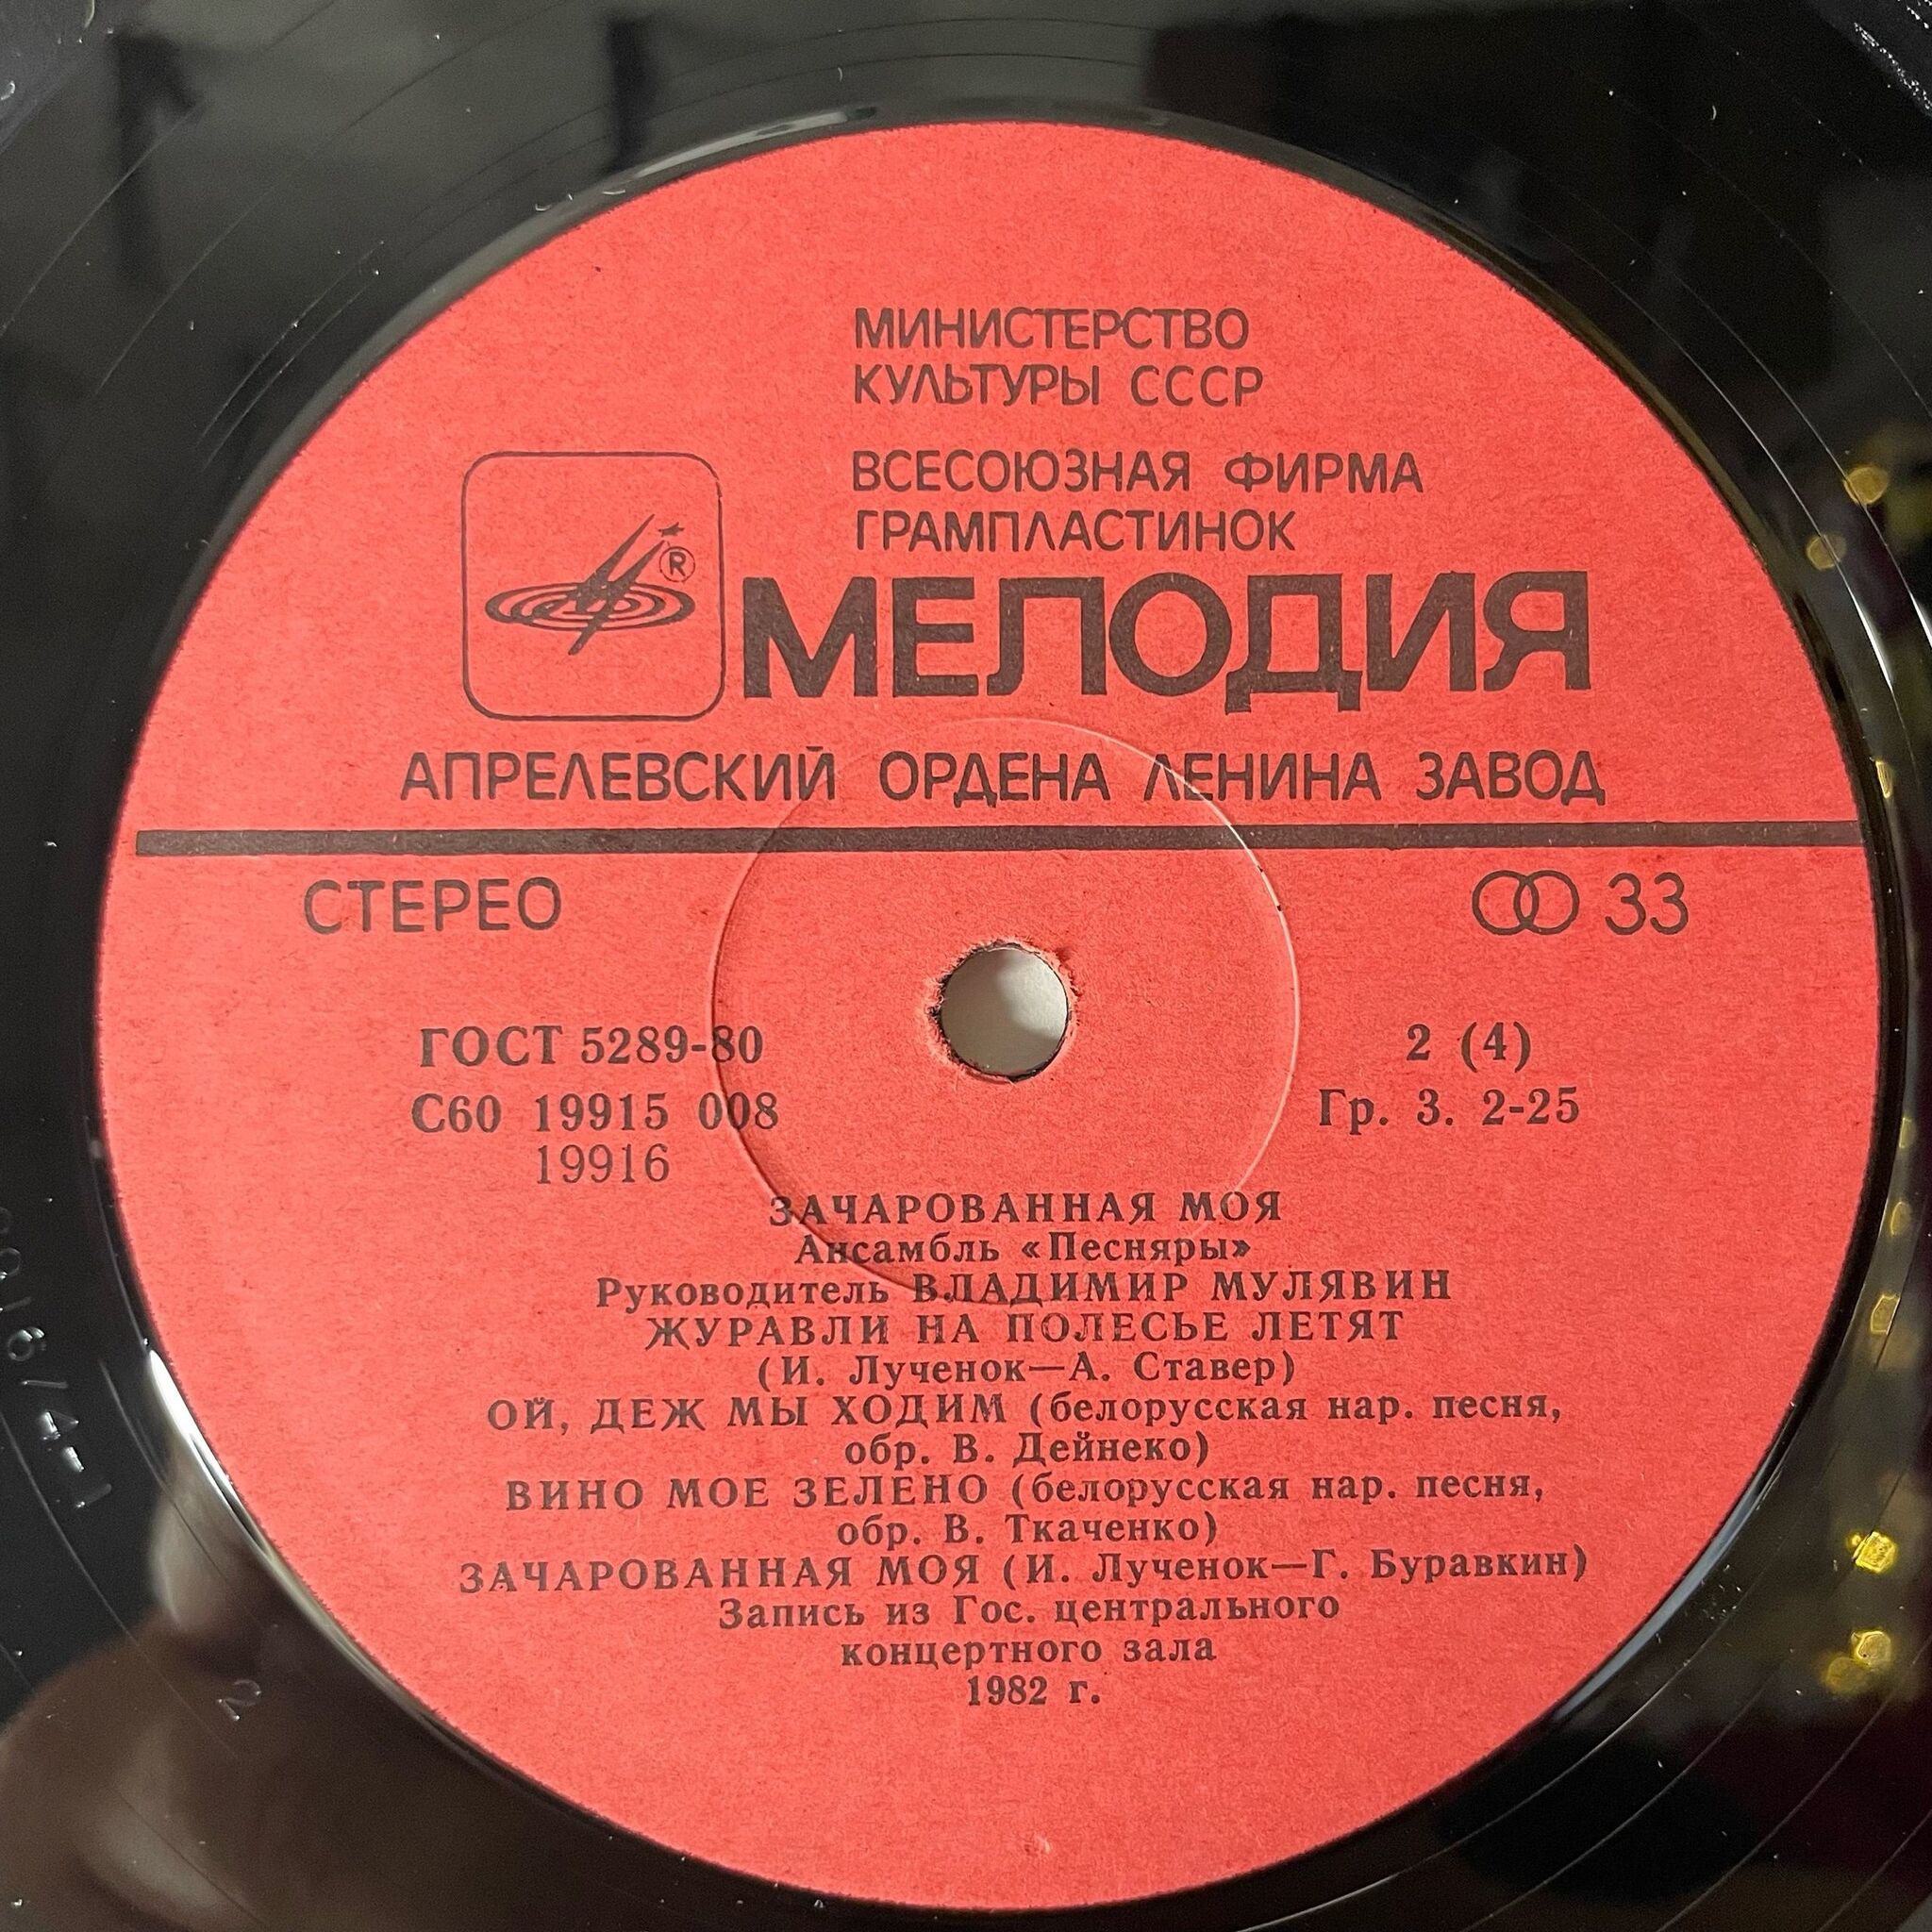 МИНИСТЕРСТВО
КУЛЬТУРЫ СССР
ВСЕСОЮЗНАЯ ФИРМА
ГРАМПЛАСТИНОК
®
МЕЛОДИЯ
АПРЕЛЕВСКИЙ ОРДЕНА ЛЕНИНА ЗАВОД
СТЕРЕО
33
ГОСТ 5289-80
2 (4)
С60 19915 008
Гр. 3. 2-25
19916
ЗАЧАРОВАННАЯ МОЯ
Ансамбль «Песняры»
Руководитель ВЛАДИМИР МУЛЯВИН
ЖУРАВЛИ НА ПОЛЕСЬЕ ЛЕТЯТ
(И. Лученок—А. Ставер)
ОЙ, ДЕЖ МЫ ХОДИМ (белорусская нар. песня,
обр. В. Дейнеко)
ВИНО МОЕ ЗЕЛЕНО (белорусская нар. песня,
обр. В. Ткаченко)
ЗАЧАРОВАННАЯ МОЯ (И. Лученок—Г. Буравкин)
Запись из Гос. центрального
концертного зала
1982 г.
2